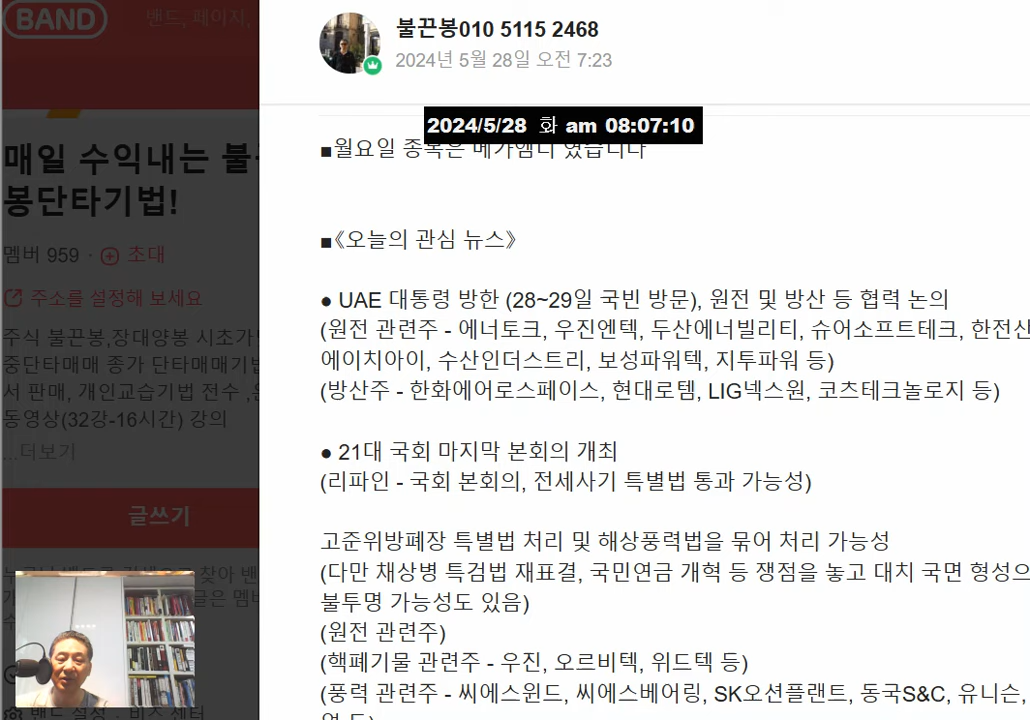 BAND
밴드, 페이지,
매일 수익내는 불
봉단타기법!
멤버 959 · 초대
주소를 설정해 보세요
주식 불끈봉,장대양봉 시초가
중단타매매 종가 단타매매기법
서 판매, 개인교습기법 전수
동영상(32강-16시간) 강의
...더보기
글쓰기
불끈봉010 5115 2468
2024년 5월 28일 오전 7:23
2024/5/28 화 am 08:07:10
■월요일 종목은 메가엠디 였습니다
■《오늘의 관심 뉴스》
● UAE 대통령 방한 (28~29일 국빈 방문), 원전 및 방산 등 협력 논의
(원전 관련주 - 에너토크, 우진엔텍, 두산에너빌리티, 슈어소프트테크, 한전산
에이치아이, 수산인더스트리, 보성파워텍, 지투파워 등)
(방산주 - 한화에어로스페이스, 현대로템, LIG넥스원, 코츠테크놀로지 등)
● 21대 국회 마지막 본회의 개최
(리파인 - 국회 본회의, 전세사기 특별법 통과 가능성)
고준위방폐장 특별법 처리 및 해상풍력법을 묶어 처리 가능성
(다만 채상병 특검법 재표결, 국민연금 개혁 등 쟁점을 놓고 대치 국면 형성으
불투명 가능성도 있음)
(원전 관련주)
(핵폐기물 관련주 - 우진, 오르비텍, 위드텍 등)
(풍력 관련주 - 씨에스윈드, 씨에스베어링, SK오션플랜트, 동국S&C, 유니슨,